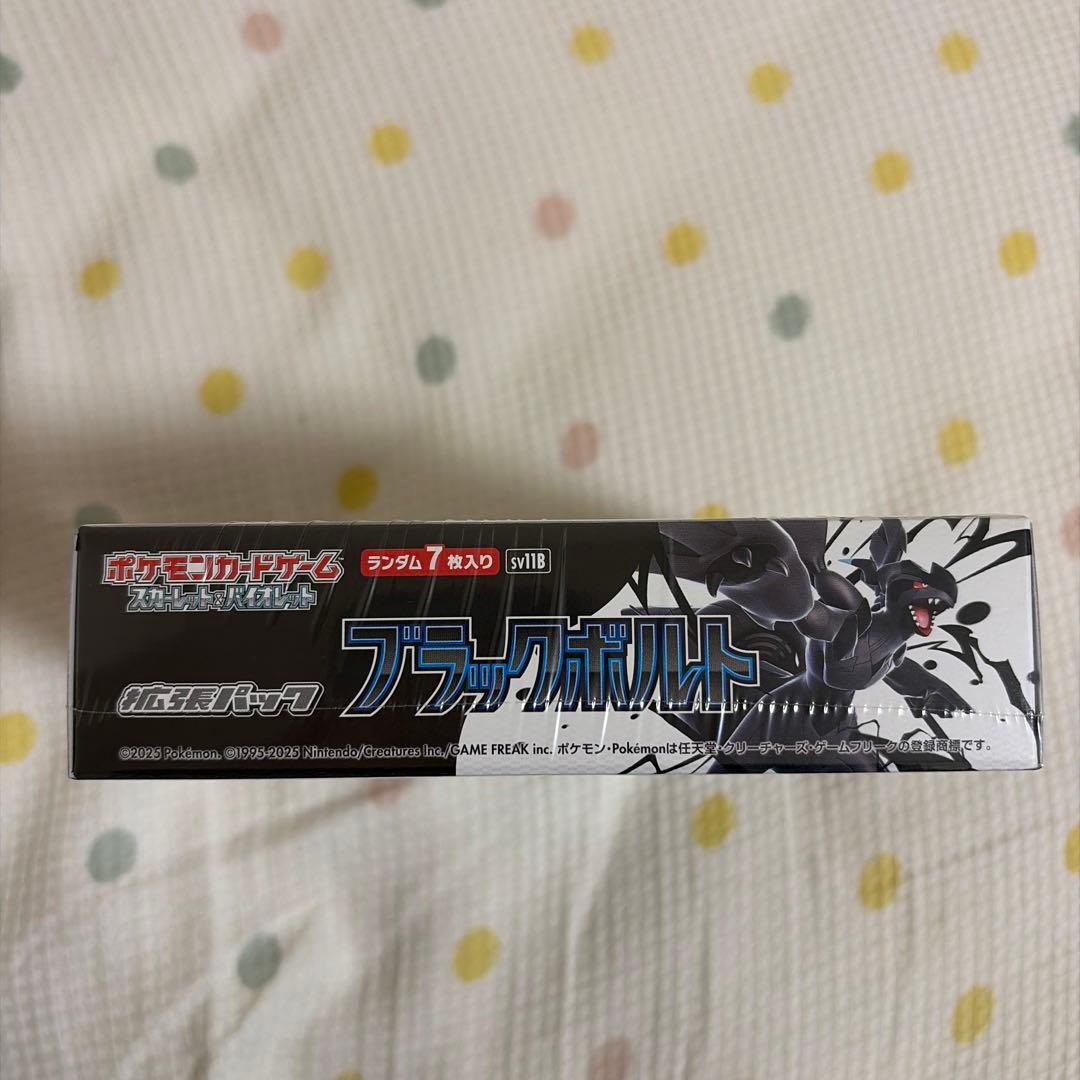 ポケモンカードゲーム™
スカーレット&バイオレット
ランダム7枚入り
sv11B
拡張パック
ブラックボルト
©2025 Pokémon. ©1995-2025 Nintendo/Creatures Inc./GAME FREAK inc. ポケモン・Pokémonは任天堂・クリーチャーズ・ゲームフリークの登録商標です。